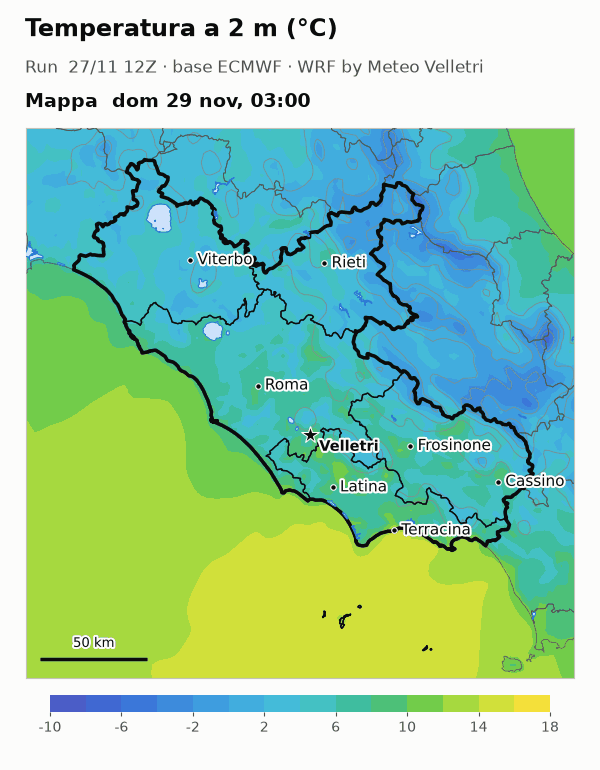 Temperatura a 2 m (°C)
Run  27/11 12Z · base ECMWF · WRF by Meteo Velletri
Mappa  dom 29 nov, 03:00
Viterbo
Rieti
Roma
Velletri
Frosinone
Latina
Cassino
Terracina
50 km
-10 -6 -2 2 6 10 14 18